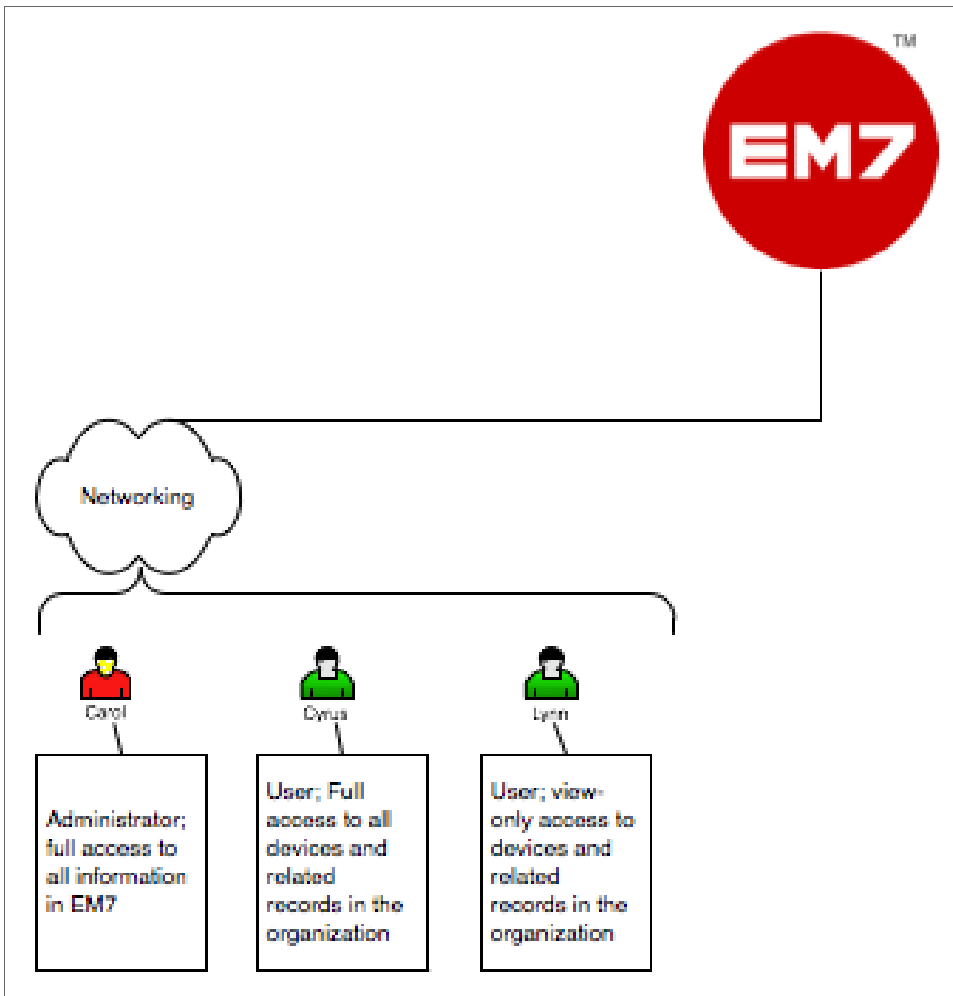 TM
EM7
Networking
Carol
Cyrus
Lynn
Administrator;
full access to
all information
in EM7
User; Full
access to all
devices and
related
records in the
organization
User; view-
only access to
devices and
related
records in the
organization